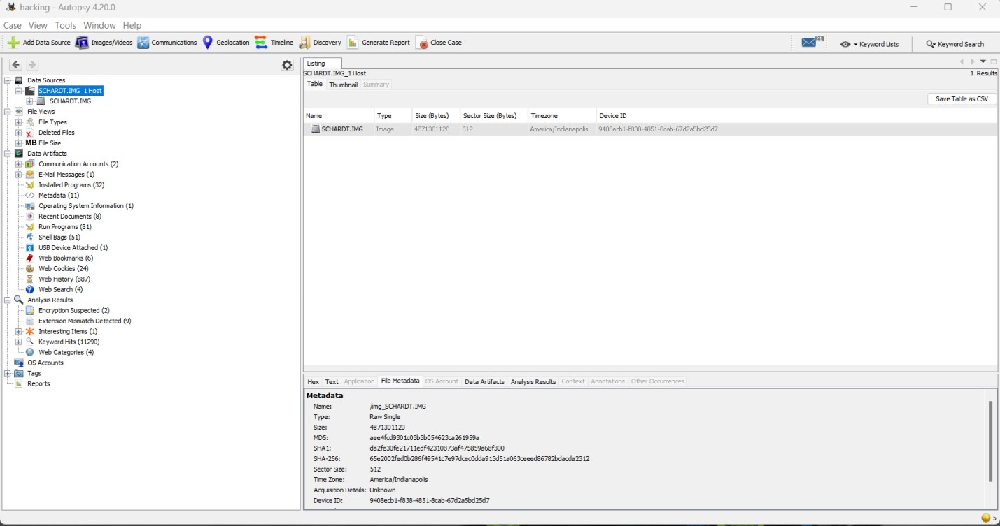 hacking - Autopsy 4.20.0
Case View Tools Window Help
Add Data Source Images/Videos Communications Geolocation Timeline Discovery Generate Report Close Case 21 Keyword Lists Keyword Search
Data Sources
SCHARDT.IMG_1 Host
SCHARDT.IMG
File Views
File Types
Deleted Files
MB File Size
Data Artifacts
Communication Accounts (2)
E-Mail Messages (1)
Installed Programs (32)
Metadata (11)
Operating System Information (1)
Recent Documents (8)
Run Programs (81)
Shell Bags (51)
USB Device Attached (1)
Web Bookmarks (6)
Web Cookies (24)
Web History (887)
Web Search (4)
Analysis Results
Encryption Suspected (2)
Extension Mismatch Detected (9)
Interesting Items (1)
Keyword Hits (11290)
Web Categories (4)
OS Accounts
Tags
Reports
Listing
SCHARDT.IMG_1 Host 1 Results
Table Thumbnail Summary
Save Table as CSV
Name Type Size (Bytes) Sector Size (Bytes) Timezone Device ID
SCHARDT.IMG Image 4871301120 512 America/Indianapolis 9408ecb1-f838-4851-8cab-67d2a5bd25d7
Hex Text Application File Metadata OS Account Data Artifacts Analysis Results Context Annotations Other Occurrences
Metadata
Name: /img_SCHARDT.IMG
Type: Raw Single
Size: 4871301120
MD5: aee4fcd9301c03b3b054623ca261959a
SHA1: da2fe30fe21711edf42310873af475859a68f300
SHA-256: 65e2002fed0b286f49541c7e97dcec0dda913d51a063ceeed86782bdacda2312
Sector Size: 512
Time Zone: America/Indianapolis
Acquisition Details: Unknown
Device ID: 9408ecb1-f838-4851-8cab-67d2a5bd25d7
5